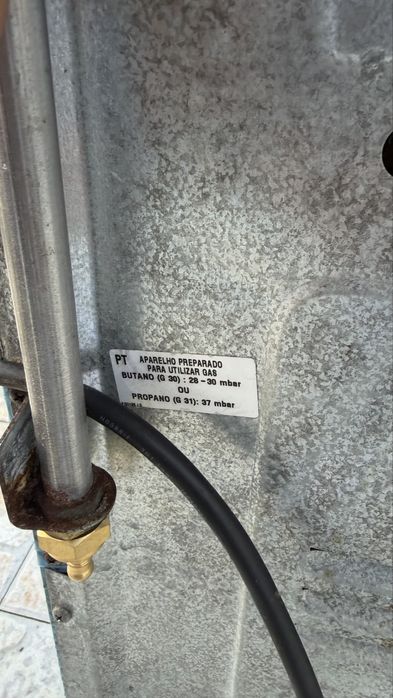 PT APARELHO PREPARADO
PARA UTILIZAR GAS
BUTANO (G 30) : 28 - 30 mbar
OU
PROPANO (G 31): 37 mbar